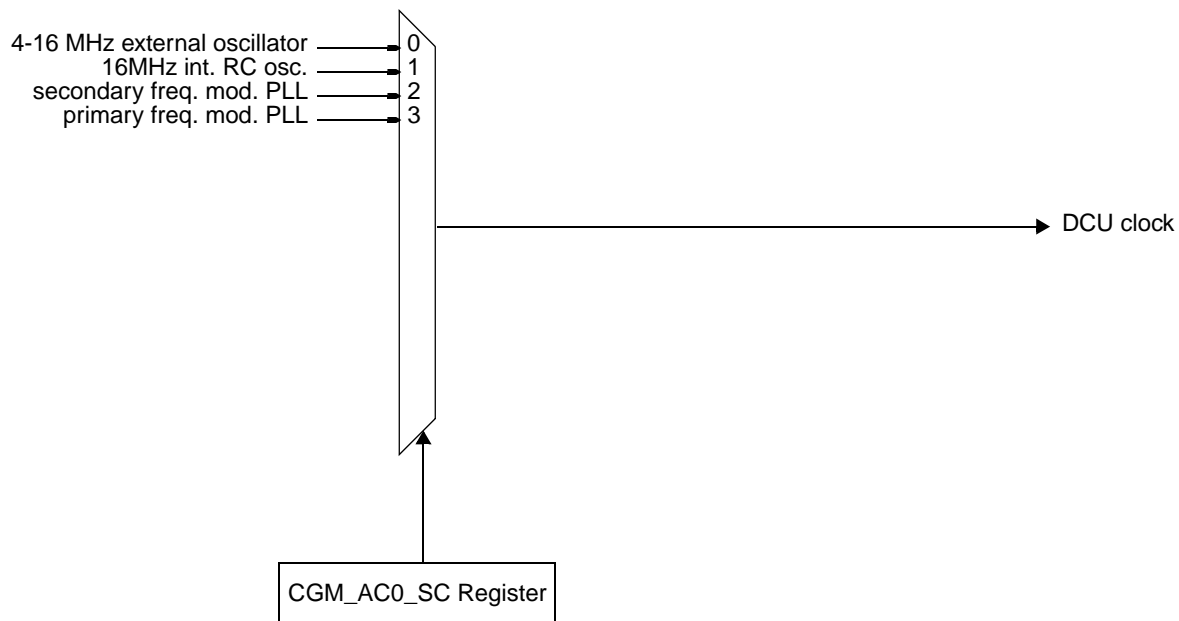 4-16 MHz external oscillator 0
16MHz int. RC osc. 1
secondary freq. mod. PLL 2
primary freq. mod. PLL 3
DCU clock
CGM_AC0_SC Register